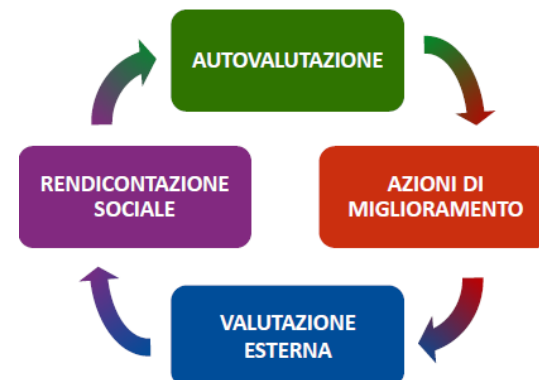 AUTOVALUTAZIONE
RENDICONTAZIONE
SOCIALE
AZIONI DI
MIGLIORAMENTO
VALUTAZIONE
ESTERNA